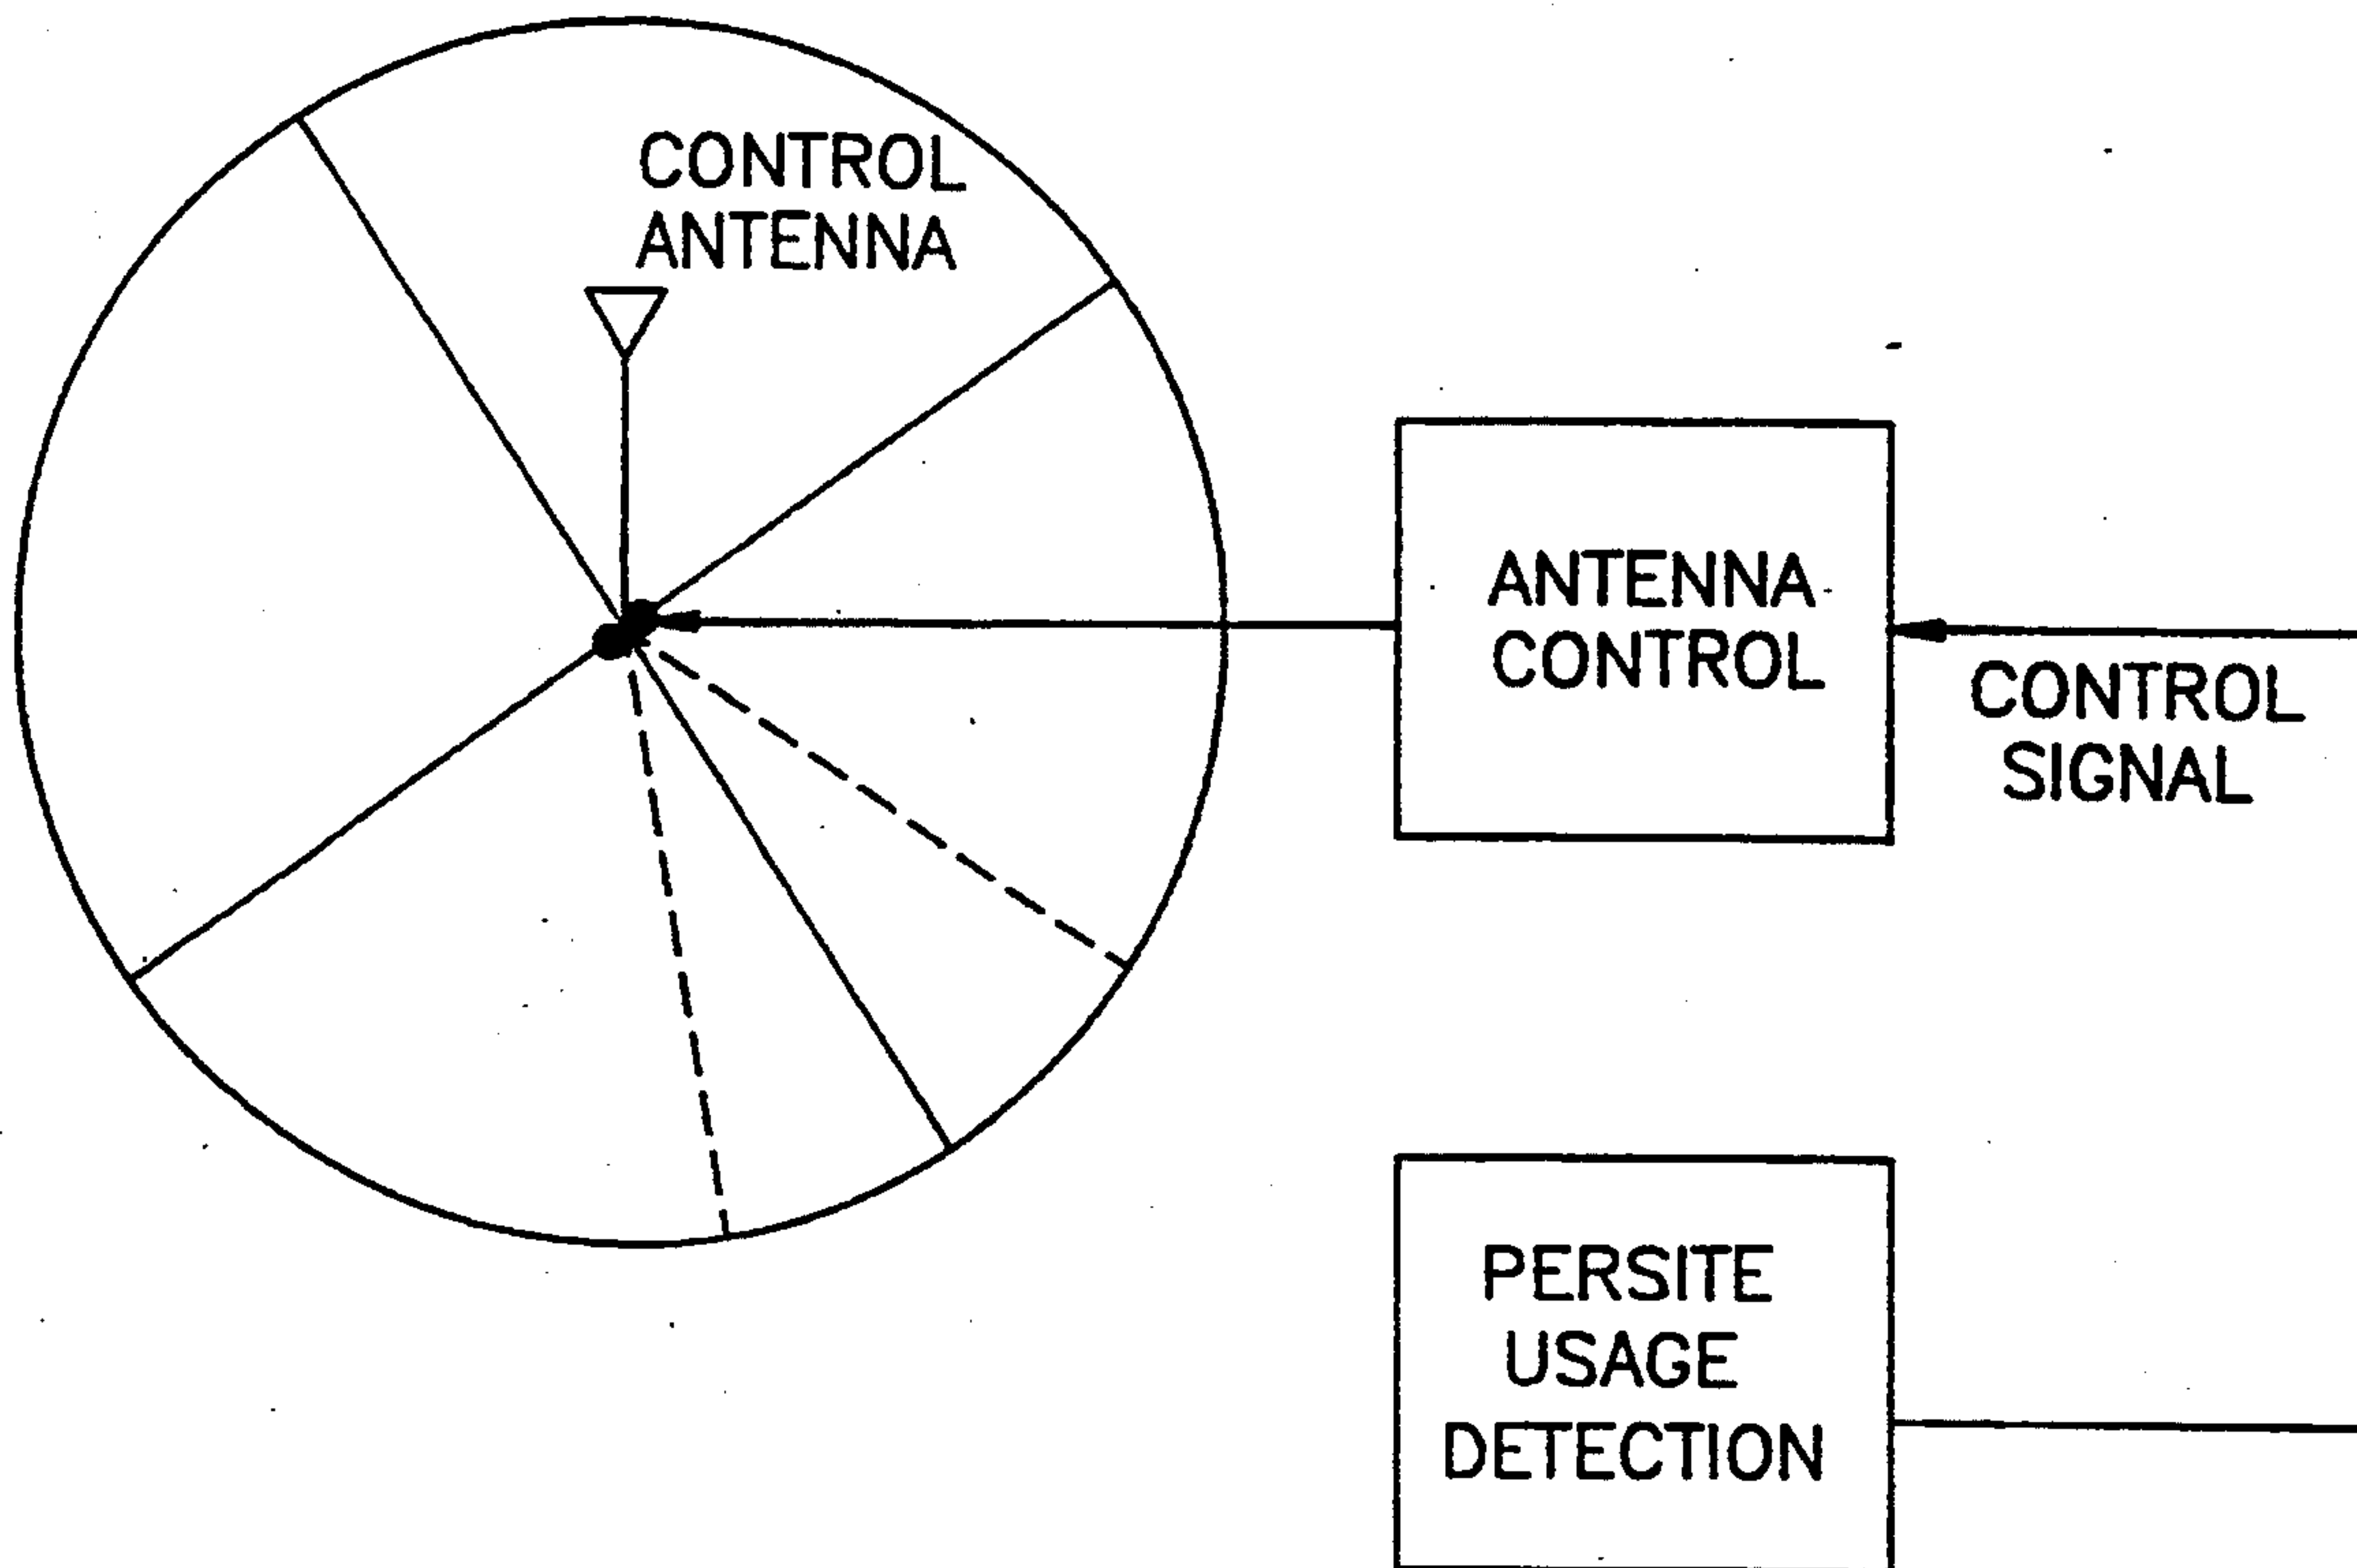 CONTROL
ANTENNA
ANTENNA
CONTROL
CONTROL
SIGNAL
PERSITE
USAGE
DETECTION